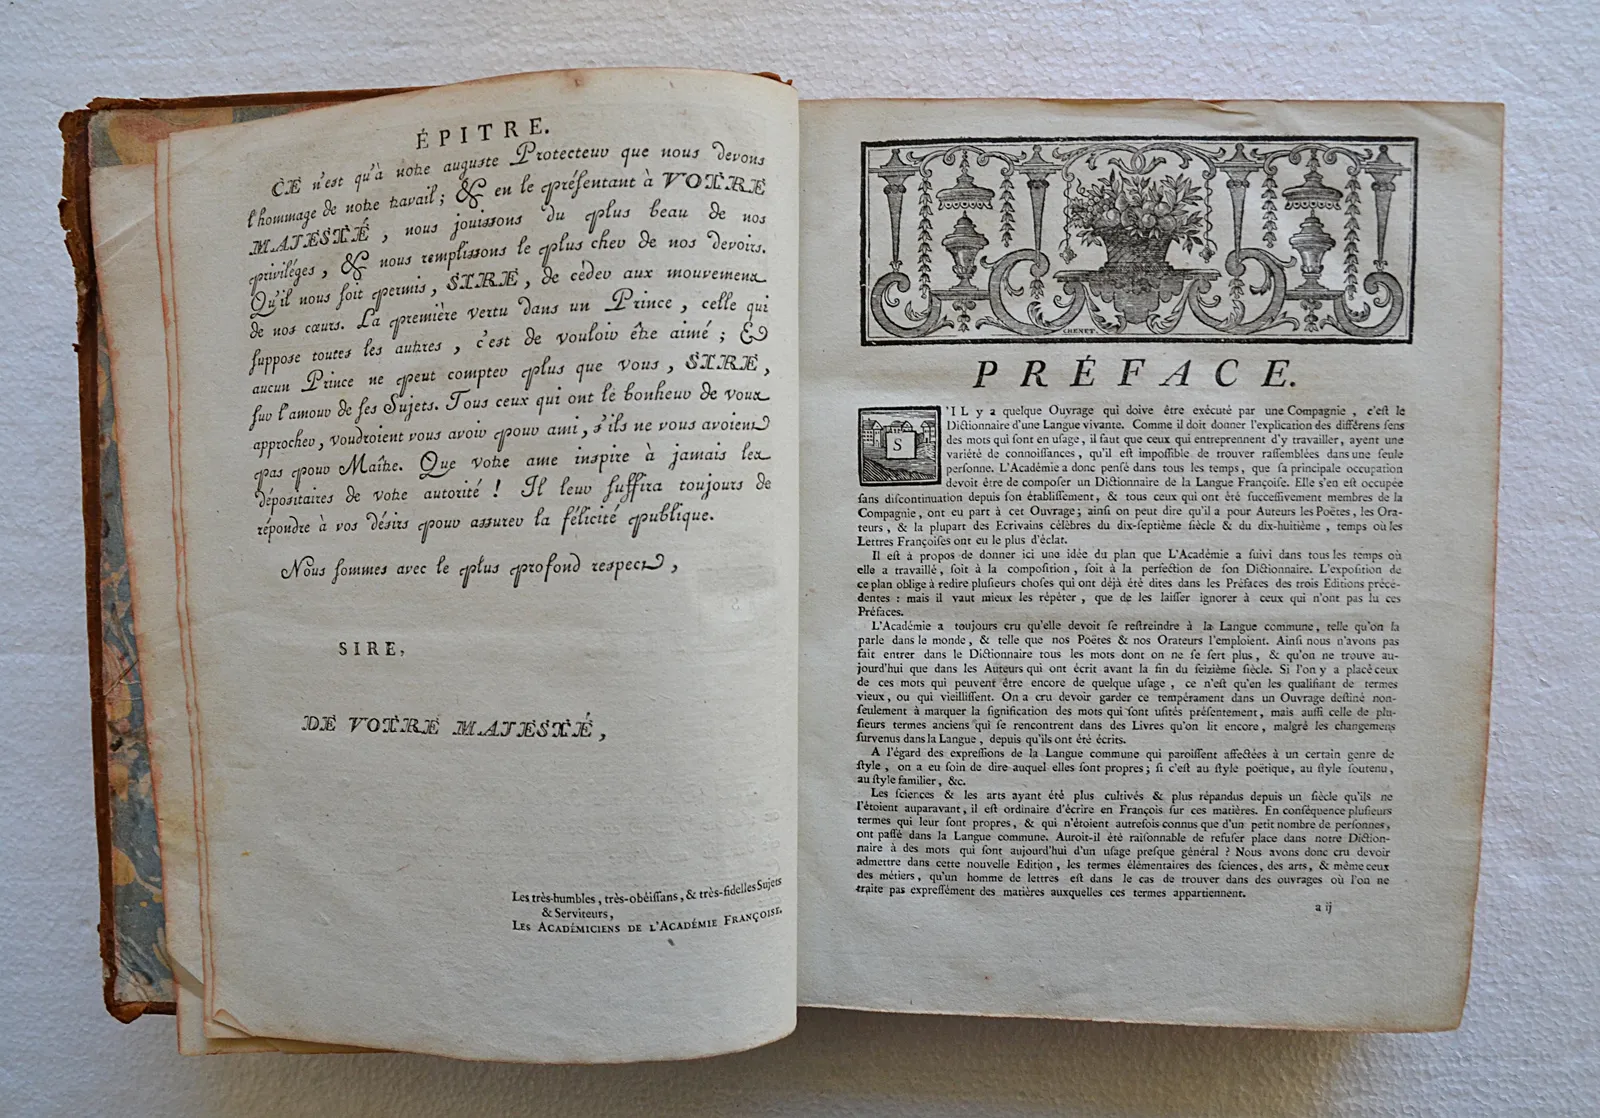 ÉPITRE.
CE n'est qu'à notre auguste Protecteur que nous devons
l'hommage de notre travail ; & en le présentant à VOTRE
MAJESTÉ, nous jouissons du plus beau de nos
priviléges, & nous remplissons le plus cher de nos devoirs.
Qu'il nous soit permis, SIRE, de céder aux mouvemens
de nos cœurs. La première vertu dans un Prince, celle qui
suppose toutes les autres, c'est de vouloir être aimé ; &
aucun Prince ne peut compter plus que vous, SIRE,
sur l'amour de ses Sujets. Tous ceux qui ont le bonheur de vous
approcher, voudroient vous avoir pour ami, s'ils ne vous avoient
pas pour Maître. Que votre ame inspire à jamais les
dépositaires de votre autorité ! Il leur suffira toujours de
répondre à vos désirs pour assurer la félicité publique.
Nous sommes avec le plus profond respect,
SIRE,
DE VOTRE MAJESTÉ,
Les très-humbles, très-obéissans, & très-fidelles Sujets
& Serviteurs,
LES ACADÉMICIENS DE L'ACADÉMIE FRANÇOISE.
CHENET.
PRÉFACE.
S'IL y a quelque Ouvrage qui doive être exécuté par une Compagnie, c'est le
Dictionnaire d'une Langue vivante. Comme il doit donner l'explication des différens sens
des mots qui sont en usage, il faut que ceux qui entreprennent d'y travailler, ayent une
variété de connoissances, qu'il est impossible de trouver rassemblées dans une seule
personne. L'Académie a donc pensé dans tous les temps, que sa principale occupation
devoit être de composer un Dictionnaire de la Langue Françoise. Elle s'en est occupée
sans discontinuation depuis son établissement, & tous ceux qui ont été successivement membres de la
Compagnie, ont eu part à cet Ouvrage ; ainsi on peut dire qu'il a pour Auteurs les Poëtes, les Ora-
teurs, & la plupart des Ecrivains célèbres du dix-septième siècle & du dix-huitième, temps où les
Lettres Françoises ont eu le plus d'éclat.
Il est à propos de donner ici une idée du plan que L'Académie a suivi dans tous les temps où
elle a travaillé, soit à la composition, soit à la perfection de son Dictionnaire. L'exposition de
ce plan oblige à redire plusieurs choses qui ont déjà été dites dans les Préfaces des trois Editions précé-
dentes : mais il vaut mieux les répéter, que de les laisser ignorer à ceux qui n'ont pas lu ces
Préfaces.
L'Académie a toujours cru qu'elle devoit se restreindre à la Langue commune, telle qu'on la
parle dans le monde, & telle que nos Poëtes & nos Orateurs l'emploient. Ainsi nous n'avons pas
fait entrer dans le Dictionnaire tous les mots dont on ne se sert plus, & qu'on ne trouve au-
jourd'hui que dans les Auteurs qui ont écrit avant la fin du seizième siècle. Si l'on y a placé ceux
de ces mots qui peuvent être encore de quelque usage, ce n'est qu'en les qualifiant de termes
vieux, ou qui vieillissent. On a cru devoir garder ce tempérament dans un Ouvrage destiné non-
seulement à marquer la signification des mots qui sont usités présentement, mais aussi celle de plu-
sieurs termes anciens qui se rencontrent dans des Livres qu'on lit encore, malgré les changemens
survenus dans la Langue, depuis qu'ils ont été écrits.
A l'égard des expressions de la Langue commune qui paroissent affectées à un certain genre de
style, on a eu soin de dire auquel elles sont propres ; si c'est au style poëtique, au style soutenu,
au style familier, &c.
Les sciences & les arts ayant été plus cultivés & plus répandus depuis un siècle qu'ils ne
l'étoient auparavant, il est ordinaire d'écrire en François sur ces matières. En conséquence plusieurs
termes qui leur sont propres, & qui n'étoient autrefois connus que d'un petit nombre de personnes,
ont passé dans la Langue commune. Auroit-il été raisonnable de refuser place dans notre Diction-
naire à des mots qui sont aujourd'hui d'un usage presque général ? Nous avons donc cru devoir
admettre dans cette nouvelle Edition, les termes élémentaires des sciences, des arts, & même ceux
des métiers, qu'un homme de lettres est dans le cas de trouver dans des ouvrages où l'on ne
traite pas expressément des matières auxquelles ces termes appartiennent.
a ij